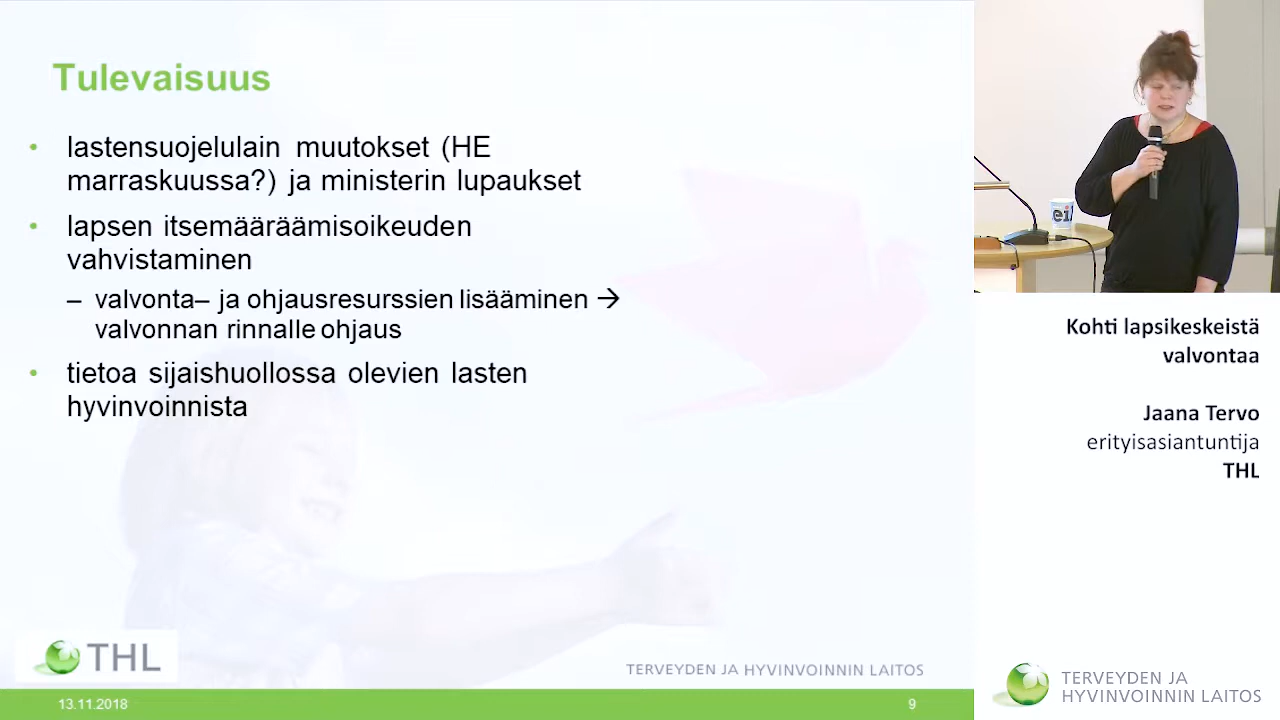 Tulevaisuus
• lastensuojelulain muutokset (HE
marraskuussa?) ja ministerin lupaukset
• lapsen itsemääräämisoikeuden
vahvistaminen
– valvonta– ja ohjausresurssien lisääminen →
valvonnan rinnalle ohjaus
• tietoa sijaishuollossa olevien lasten
hyvinvoinnista
THL
TERVEYDEN JA HYVINVOINNIN LAITOS
13.11.2018
9
ei
Kohti lapsikeskeistä
valvontaa
Jaana Tervo
erityisasiantuntija
THL
TERVEYDEN JA
HYVINVOINNIN LAITOS